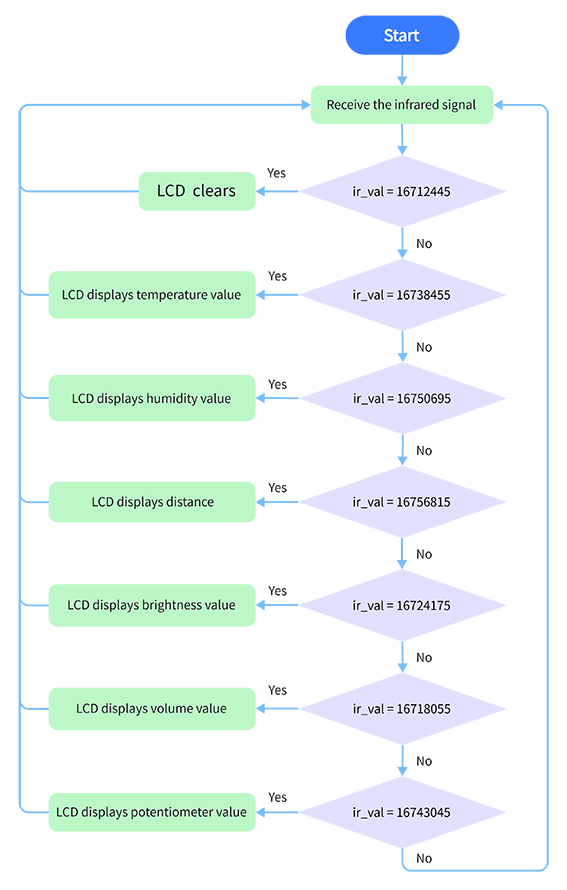 Start
Receive the infrared signal
Yes
LCD clears
ir_val = 16712445
No
Yes
LCD displays temperature value
ir_val = 16738455
No
Yes
LCD displays humidity value
ir_val = 16750695
No
Yes
LCD displays distance
ir_val = 16756815
No
Yes
LCD displays brightness value
ir_val = 16724175
No
Yes
LCD displays volume value
ir_val = 16718055
No
Yes
LCD displays potentiometer value
ir_val = 16743045
No